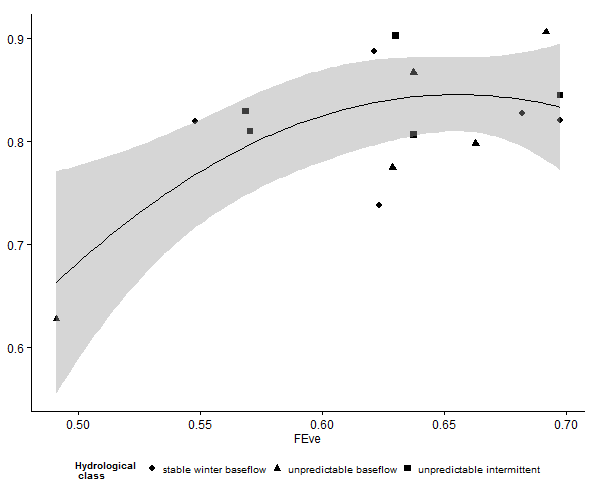 0.9
0.8
0.7
0.6
0.50 0.55 0.60 0.65 0.70
FEve
Hydrological
class
stable winter baseflow unpredictable baseflow unpredictable intermittent